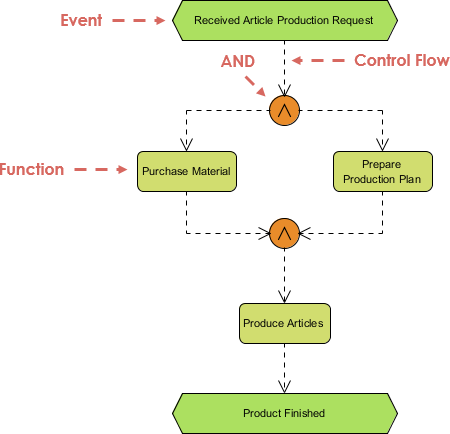 Event
Received Article Production Request
AND
Control Flow
Function
Purchase Material
Prepare
Production Plan
Produce Articles
Product Finished